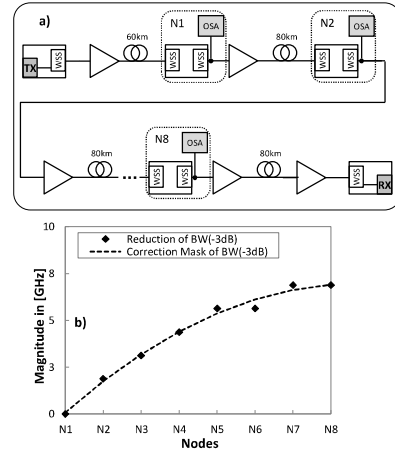 a)
60km
N1
OSA
80km
N2
OSA
TX
WSS
WSS
WSS
WSS
WSS
80km
N8
OSA
80km
WSS
WSS
WSS
RX
10
8
5
3
0
Magnitude in [GHz]
Reduction of BW(-3dB)
Correction Mask of BW(-3dB)
b)
N1 N2 N3 N4 N5 N6 N7 N8
Nodes